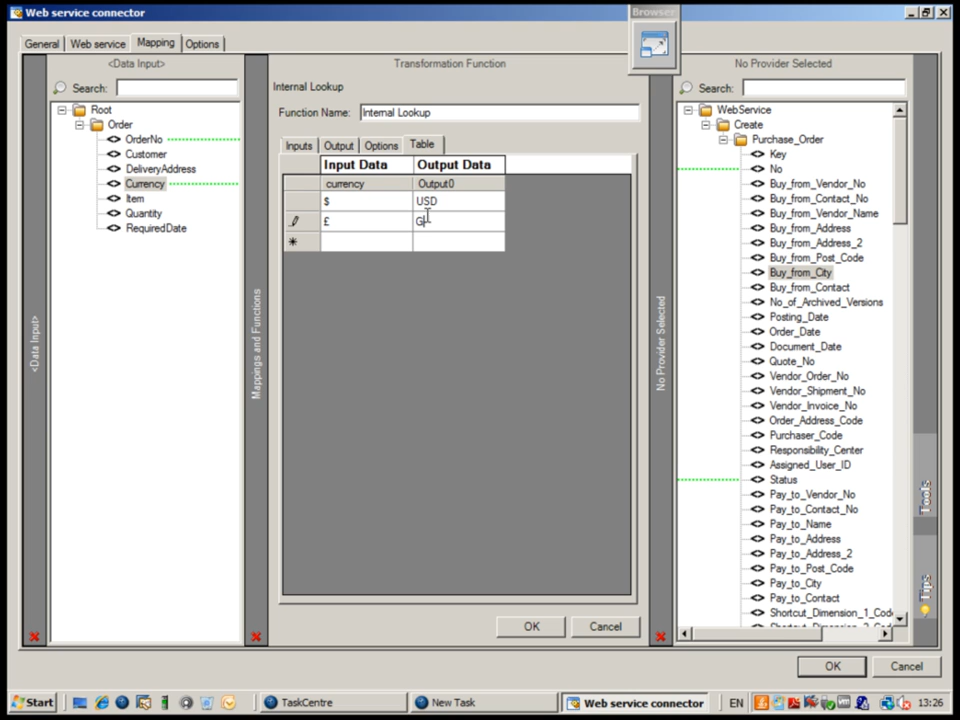 Web service connector
Browser
General
Web service
Mapping
Options
<Data Input>
Search:
Root
Order
OrderNo
Customer
DeliveryAddress
Currency
Item
Quantity
RequiredDate
<Data Input>
Mappings and Functions
Transformation Function
Internal Lookup
Function Name: Internal Lookup
Inputs
Output
Options
Table
Input Data Output Data
currency Output0
$ USD
£ G
OK
Cancel
No Provider Selected
No Provider Selected
Search:
WebService
Create
Purchase_Order
Key
No
Buy_from_Vendor_No
Buy_from_Contact_No
Buy_from_Vendor_Name
Buy_from_Address
Buy_from_Address_2
Buy_from_Post_Code
Buy_from_City
Buy_from_Contact
No_of_Archived_Versions
Posting_Date
Order_Date
Document_Date
Quote_No
Vendor_Order_No
Vendor_Shipment_No
Vendor_Invoice_No
Order_Address_Code
Purchaser_Code
Responsibility_Center
Assigned_User_ID
Status
Pay_to_Vendor_No
Pay_to_Contact_No
Pay_to_Name
Pay_to_Address
Pay_to_Address_2
Pay_to_Post_Code
Pay_to_City
Pay_to_Contact
Shortcut_Dimension_1_Cod
Tools
Tips
OK
Cancel
Start
TaskCentre
New Task
Web service connector
EN
13:26